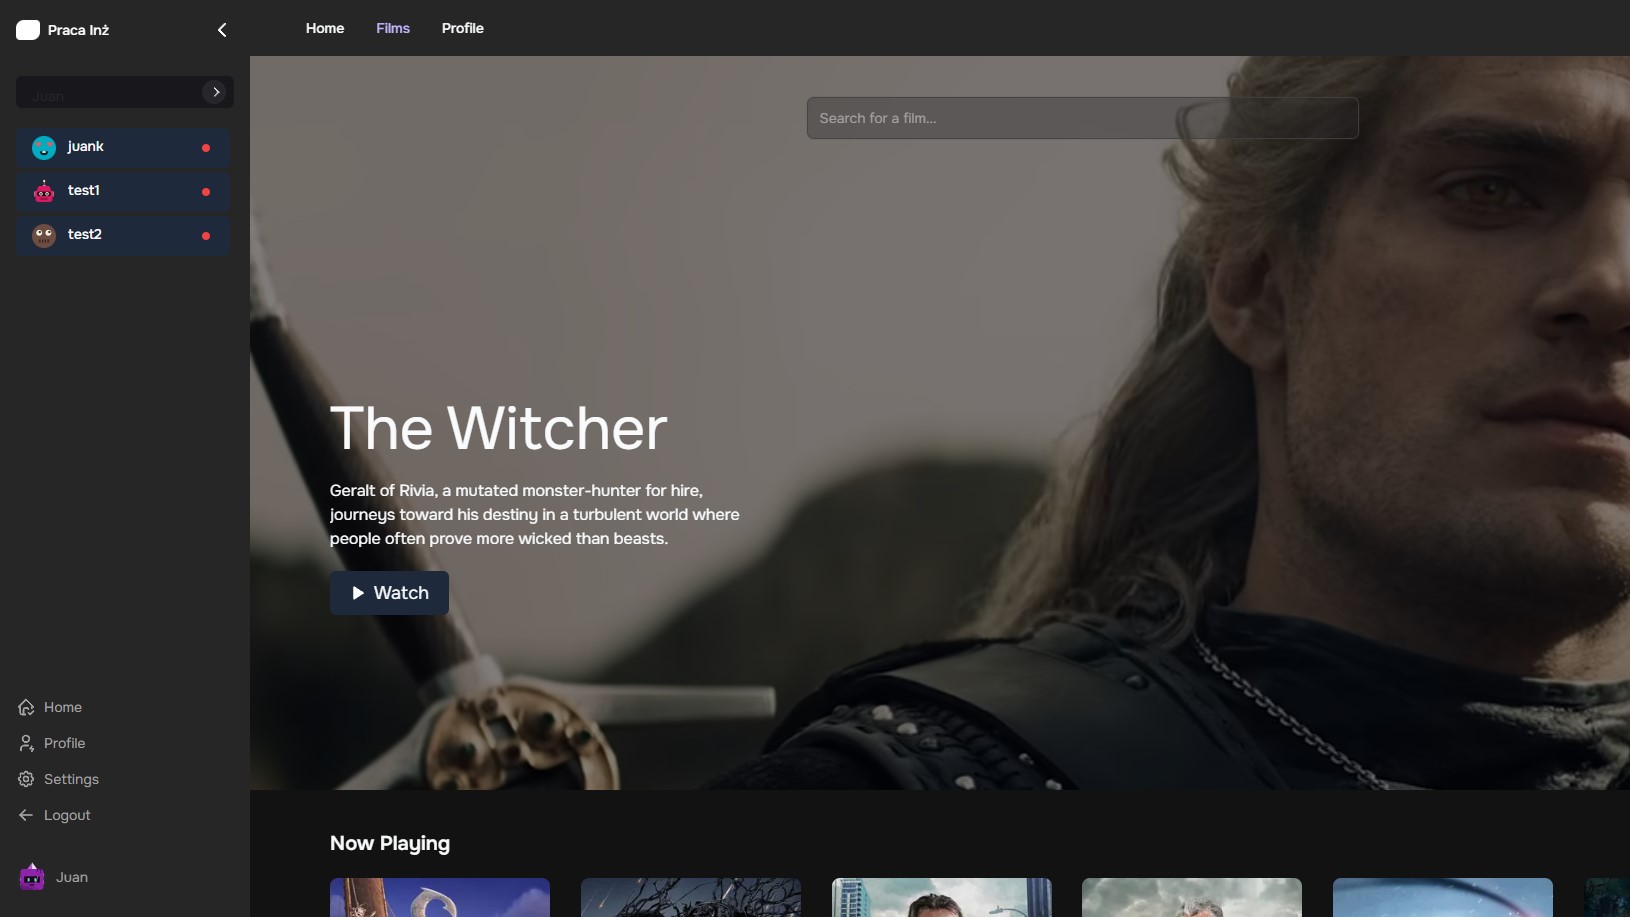 Praca Inż
Home
Films
Profile
Juan
juank
test1
test2
Search for a film...
The Witcher
Geralt of Rivia, a mutated monster-hunter for hire,
journeys toward his destiny in a turbulent world where
people often prove more wicked than beasts.
Watch
Home
Profile
Settings
Logout
Juan
Now Playing